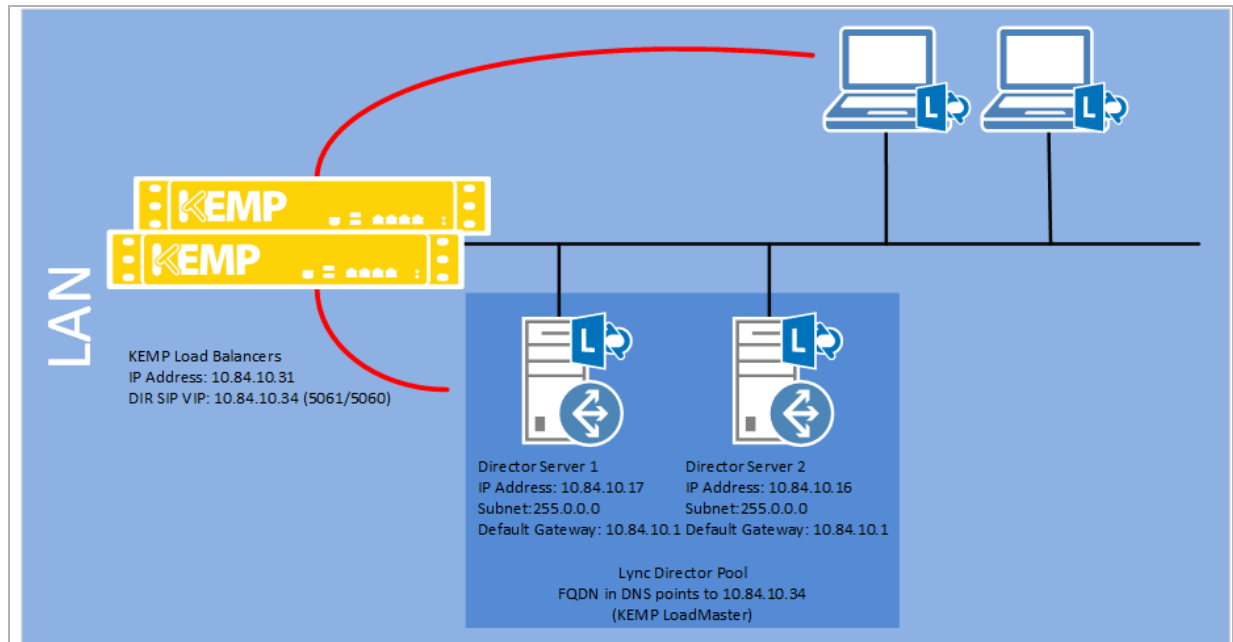 L
L
KEMP
KEMP
LAN
L
L
KEMP Load Balancers
IP Address: 10.84.10.31
DIR SIP VIP: 10.84.10.34 (5061/5060)
Director Server 1
IP Address: 10.84.10.17
Subnet:255.0.0.0
Default Gateway: 10.84.10.1
Director Server 2
IP Address: 10.84.10.16
Subnet:255.0.0.0
Default Gateway: 10.84.10.1
Lync Director Pool
FQDN in DNS points to 10.84.10.34
(KEMP LoadMaster)